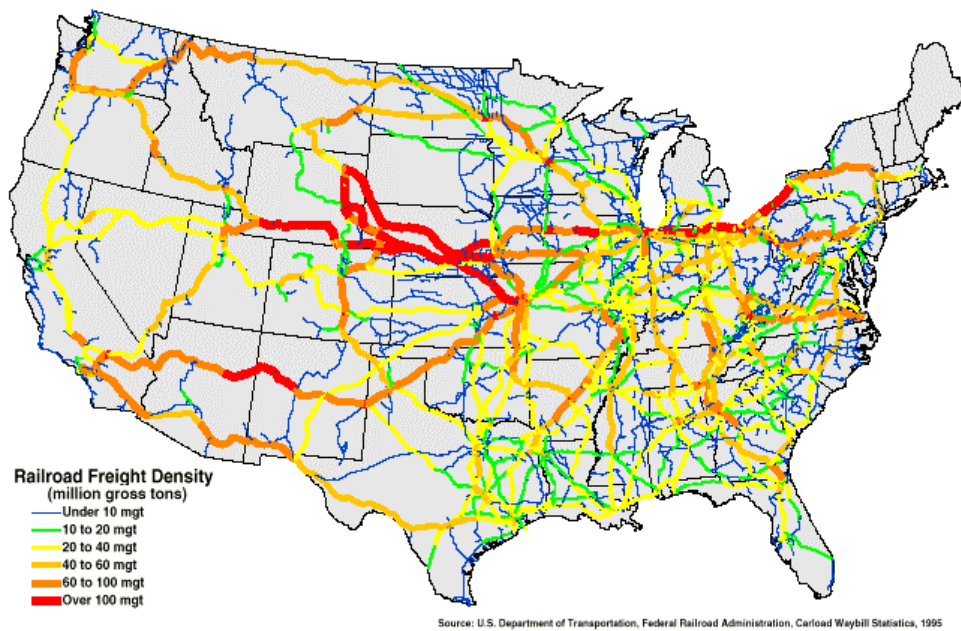 Railroad Freight Density
(million gross tons)
Under 10 mgt
10 to 20 mgt
20 to 40 mgt
40 to 60 mgt
60 to 100 mgt
Over 100 mgt
Source: U.S. Department of Transportation, Federal Railroad Administration, Carload Waybill Statistics, 1995